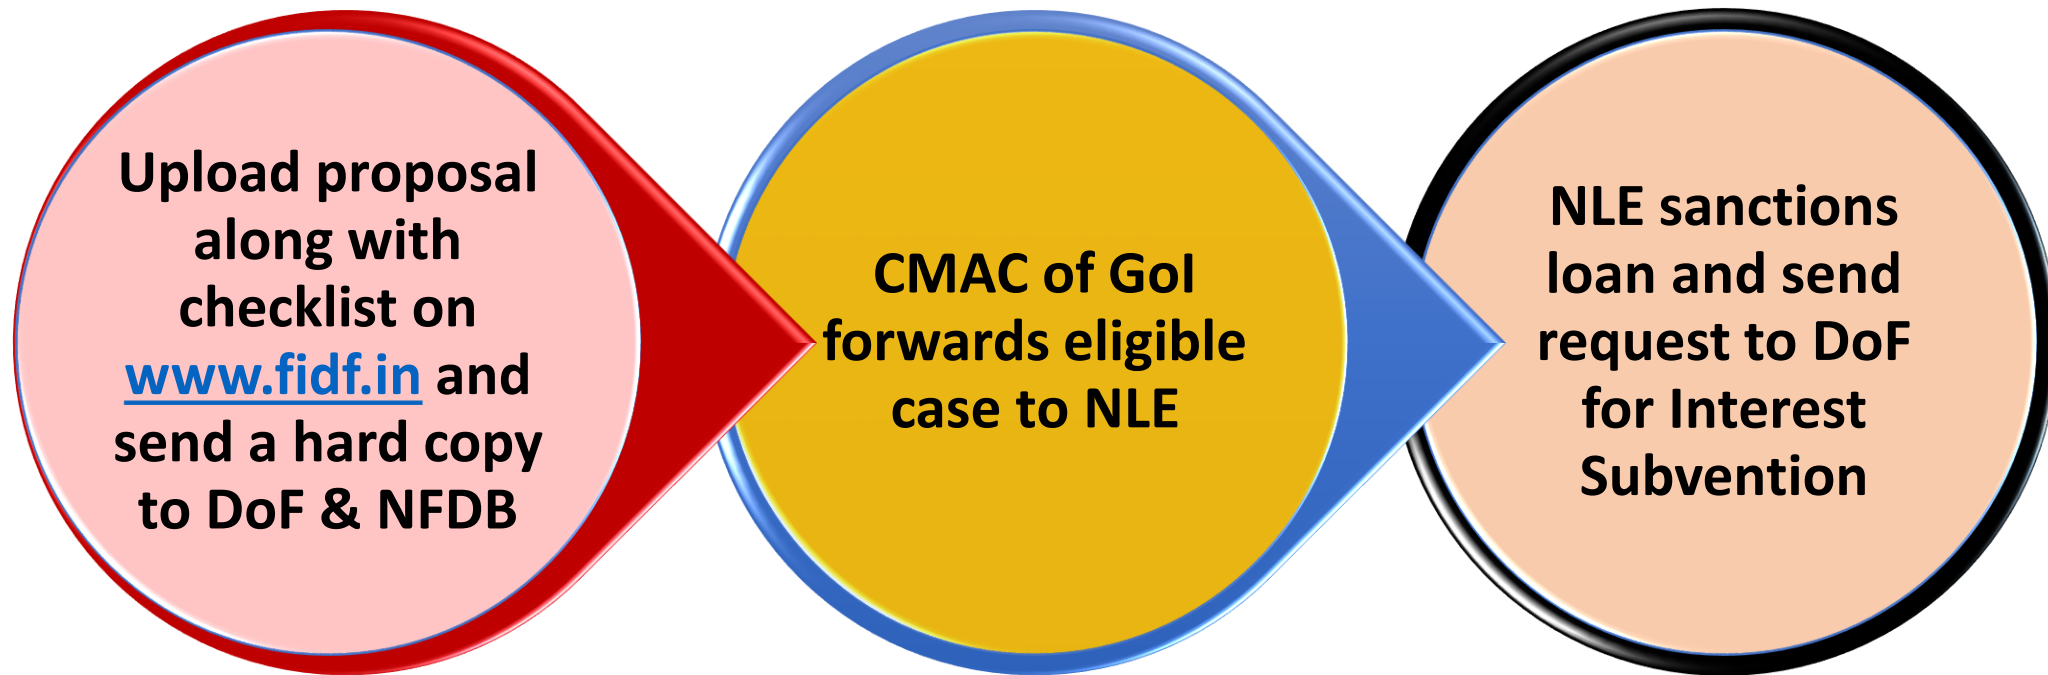 Upload proposal
along with
checklist on
www.fidf.in and
send a hard copy
to DoF & NFDB
CMAC of GoI
forwards eligible
case to NLE
NLE sanctions
loan and send
request to DoF
for Interest
Subvention